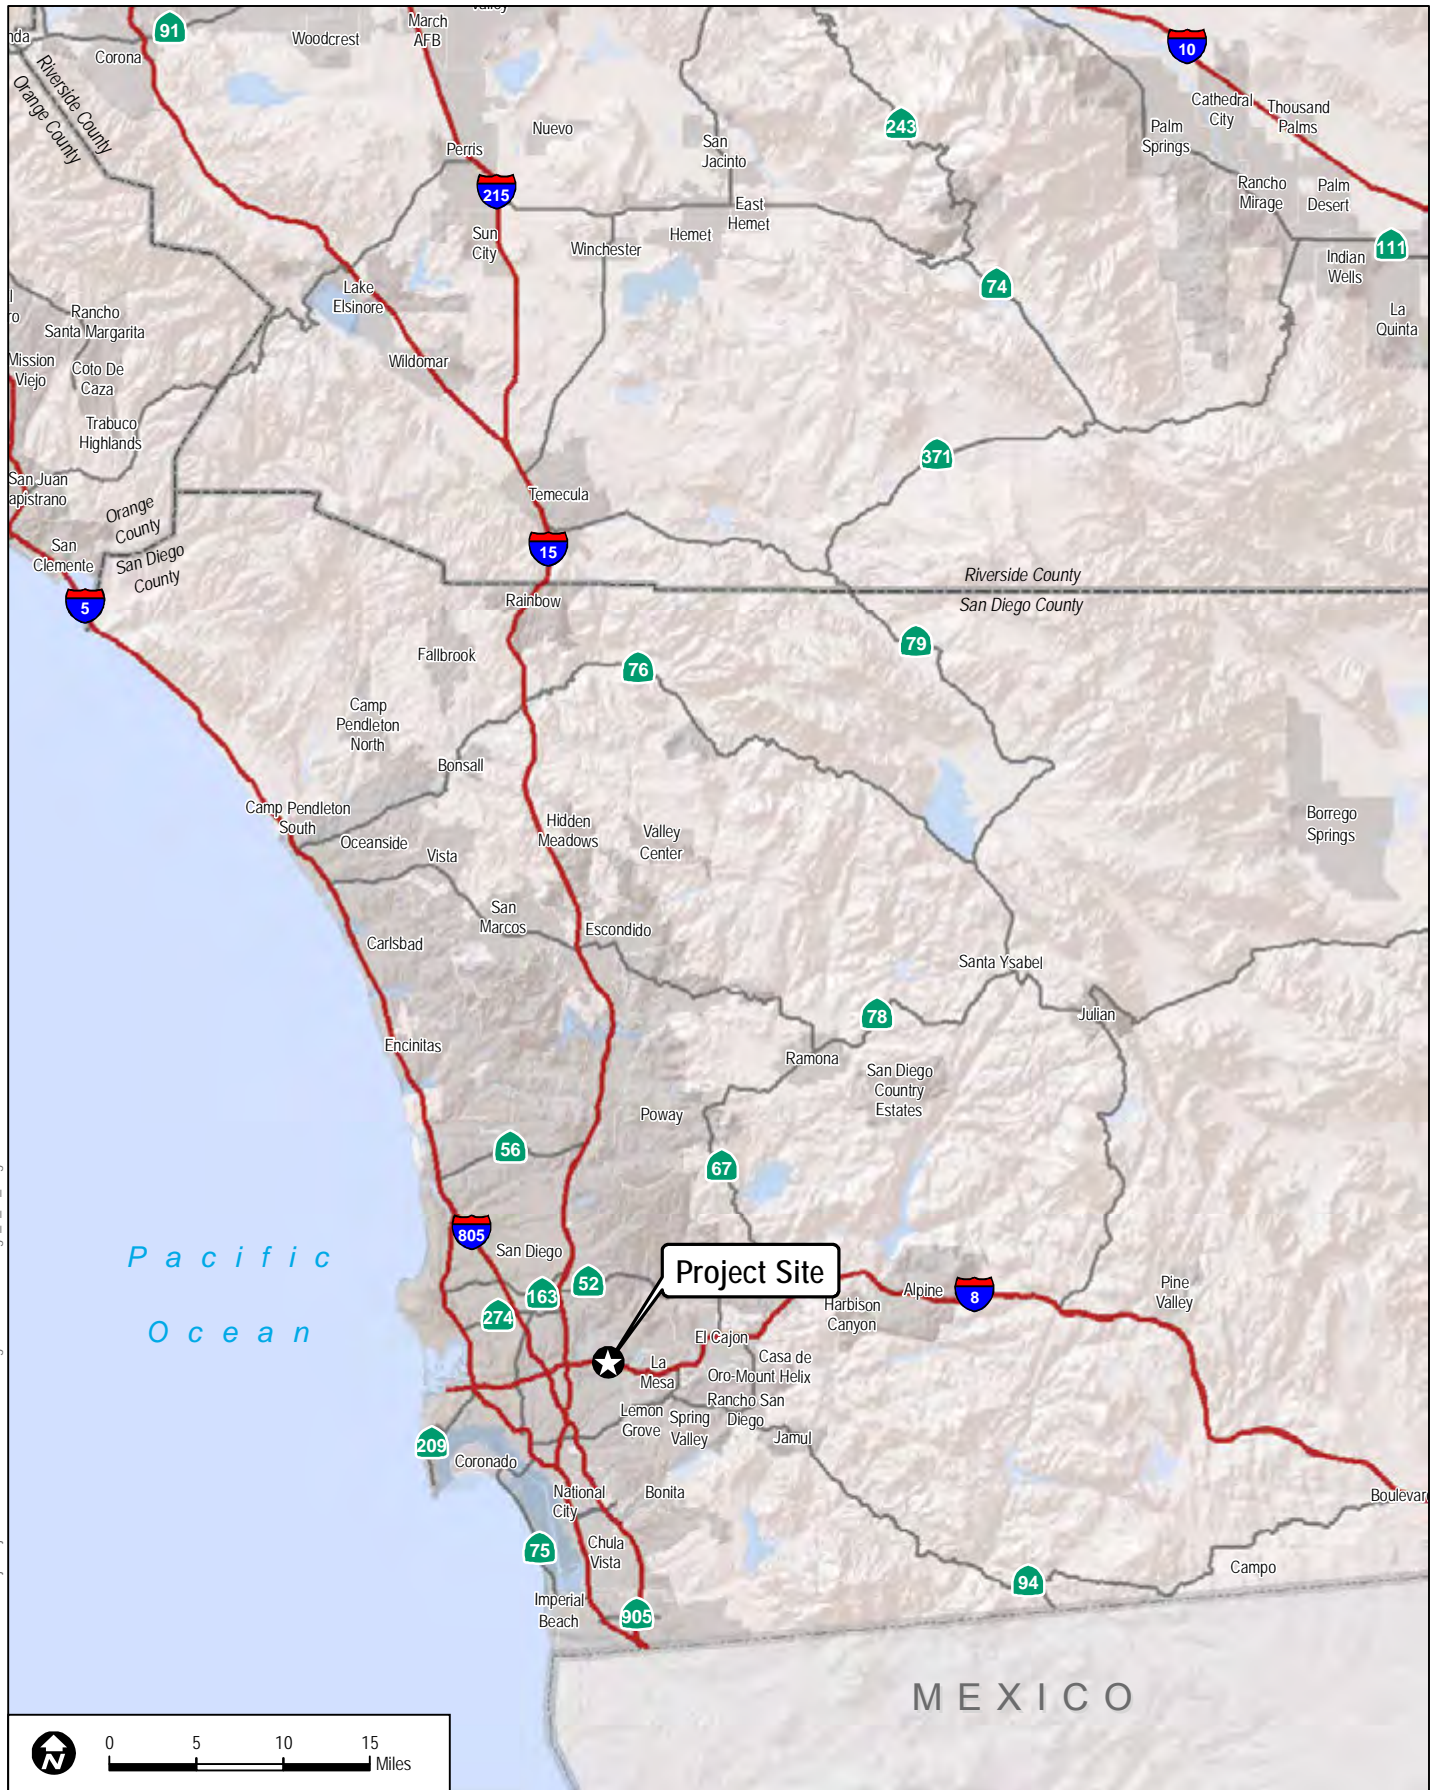 Valley
91
Woodcrest
March
AFB
10
nda
Corona
Riverside County
Orange County
Cathedral
City
Thousand
Palms
243
Nuevo
Palm
Springs
San
Jacinto
Perris
215
Rancho
Mirage
Palm
Desert
East
Hemet
Sun
City
Hemet
Winchester
111
Indian
Wells
74
Lake
Elsinore
l
ro
Rancho
Santa Margarita
La
Quinta
Mission
Viejo
Coto De
Caza
Wildomar
Trabuco
Highlands
371
San Juan
apistrano
Temecula
Orange
County
San
Clemente
San Diego
County
15
Riverside County
San Diego County
5
Rainbow
79
Fallbrook
76
Camp
Pendleton
North
Bonsall
Camp Pendleton
South
Oceanside
Hidden
Meadows
Valley
Center
Borrego
Springs
Vista
San
Marcos
Escondido
Carlsbad
Santa Ysabel
78
Julian
Encinitas
Ramona
San Diego
Country
Estates
Poway
56
67
805
San Diego
Pacific
Ocean
Project Site
52
163
274
Harbison
Canyon
Alpine
8
Pine
Valley
El Cajon
La
Mesa
Casa de
Oro-Mount Helix
Rancho San
Diego
Lemon
Grove
Spring
Valley
Jamul
209
Coronado
National
City
Bonita
Boulevar
75
Chula
Vista
Campo
94
Imperial
Beach
905
MEXICO
N
0 5 10 15
Miles